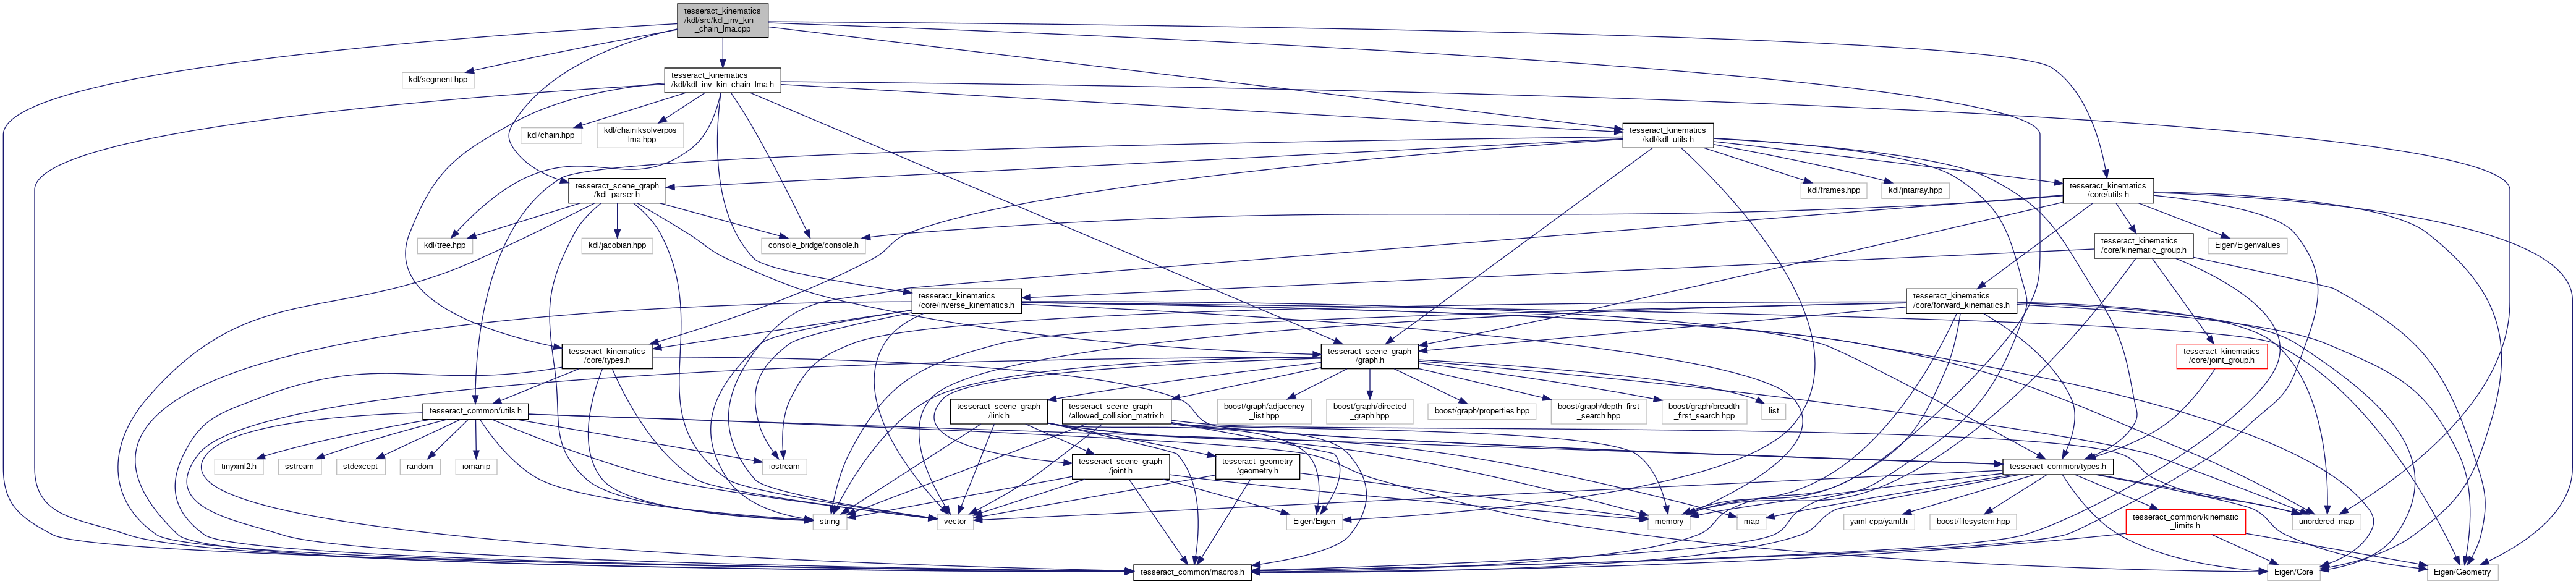 tesseract_kinematics
/kdl/src/kdl_inv_kin
_chain_lma.cpp
kdl/segment.hpp
tesseract_kinematics
/kdl/kdl_inv_kin_chain_lma.h
kdl/chain.hpp
kdl/chainiksolverpos
_lma.hpp
tesseract_kinematics
/kdl/kdl_utils.h
tesseract_scene_graph
/kdl_parser.h
kdl/frames.hpp
kdl/jntarray.hpp
tesseract_kinematics
/core/utils.h
kdl/tree.hpp
kdl/jacobian.hpp
console_bridge/console.h
tesseract_kinematics
/core/kinematic_group.h
Eigen/Eigenvalues
tesseract_kinematics
/core/inverse_kinematics.h
tesseract_kinematics
/core/forward_kinematics.h
tesseract_kinematics
/core/types.h
tesseract_scene_graph
/graph.h
tesseract_kinematics
/core/joint_group.h
tesseract_common/utils.h
tesseract_scene_graph
/link.h
tesseract_scene_graph
/allowed_collision_matrix.h
boost/graph/adjacency
_list.hpp
boost/graph/directed
_graph.hpp
boost/graph/properties.hpp
boost/graph/depth_first
_search.hpp
boost/graph/breadth
_first_search.hpp
list
tinyxml2.h
sstream
stdexcept
random
iomanip
iostream
tesseract_scene_graph
/joint.h
tesseract_geometry
/geometry.h
tesseract_common/types.h
string
vector
Eigen/Eigen
memory
map
yaml-cpp/yaml.h
boost/filesystem.hpp
tesseract_common/kinematic
_limits.h
unordered_map
tesseract_common/macros.h
Eigen/Core
Eigen/Geometry